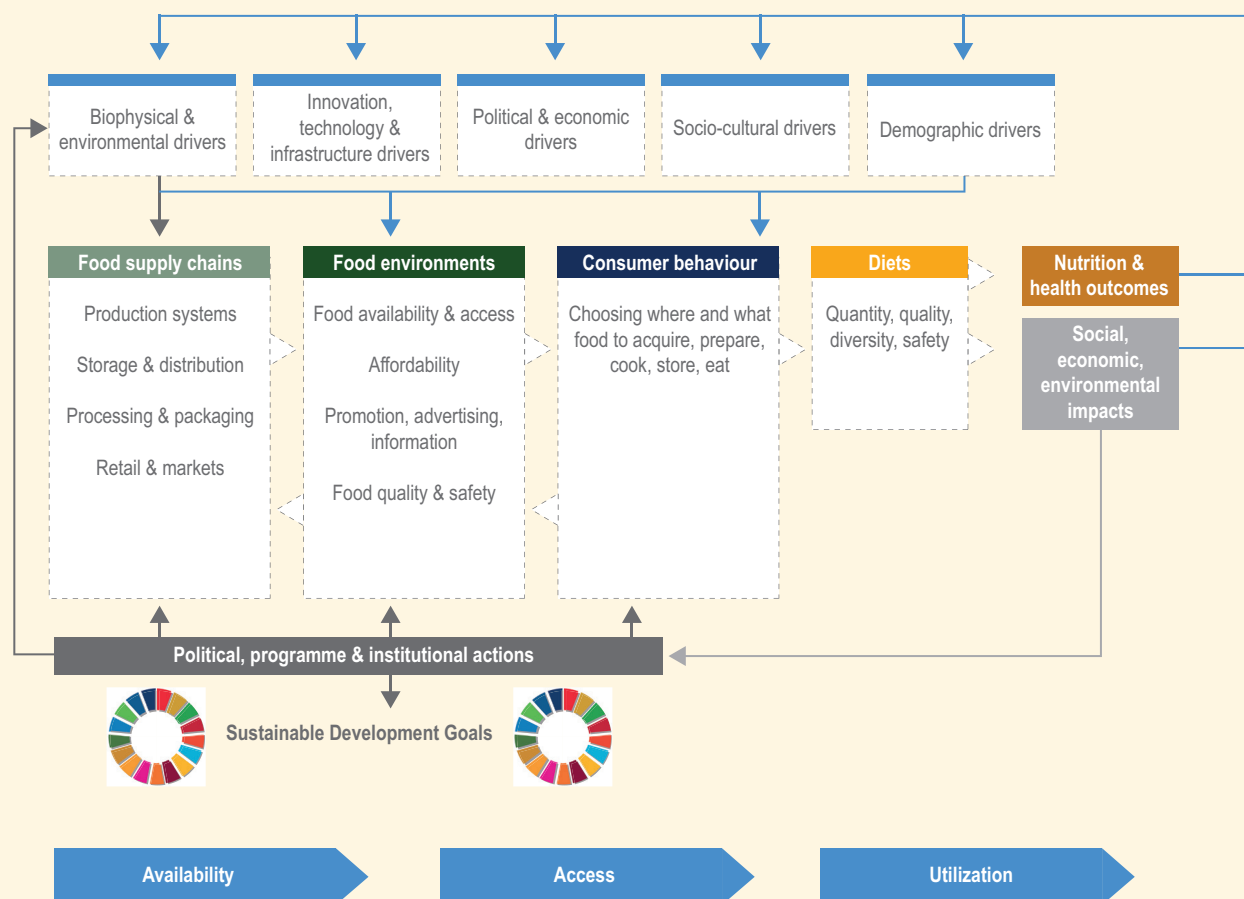 Biophysical &
environmental drivers
Innovation,
technology &
infrastructure drivers
Political & economic
drivers
Socio-cultural drivers
Demographic drivers
Food supply chains
Production systems
Storage & distribution
Processing & packaging
Retail & markets
Food environments
Food availability & access
Affordability
Promotion, advertising,
information
Food quality & safety
Consumer behaviour
Choosing where and what
food to acquire, prepare,
cook, store, eat
Diets
Quantity, quality,
diversity, safety
Nutrition &
health outcomes
Social,
economic,
environmental
impacts
Political, programme & institutional actions
Sustainable Development Goals
Availability
Access
Utilization